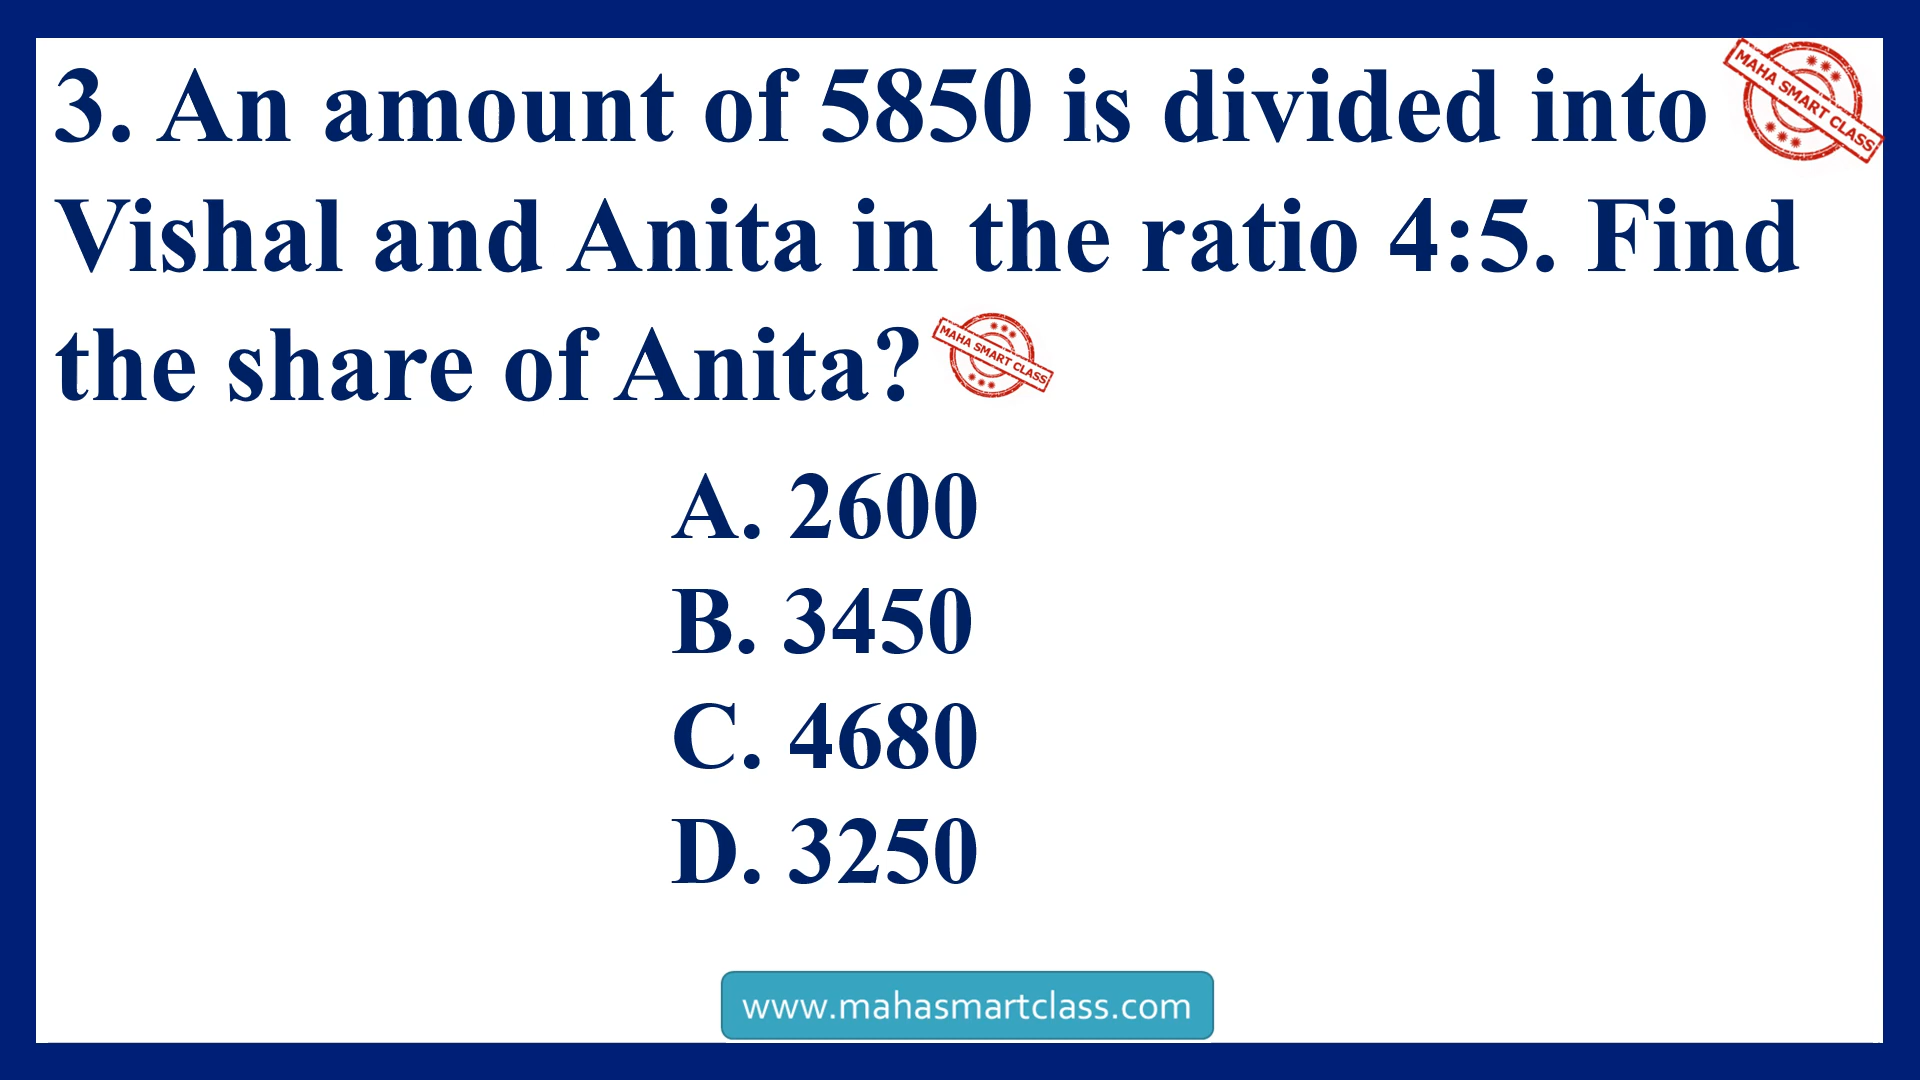 3. An amount of 5850 is divided into
Vishal and Anita in the ratio 4:5. Find
the share of Anita?
MAHA SMART CLASS
MAHA SMART CLASS
A. 2600
B. 3450
C. 4680
D. 3250
www.mahasmartclass.com